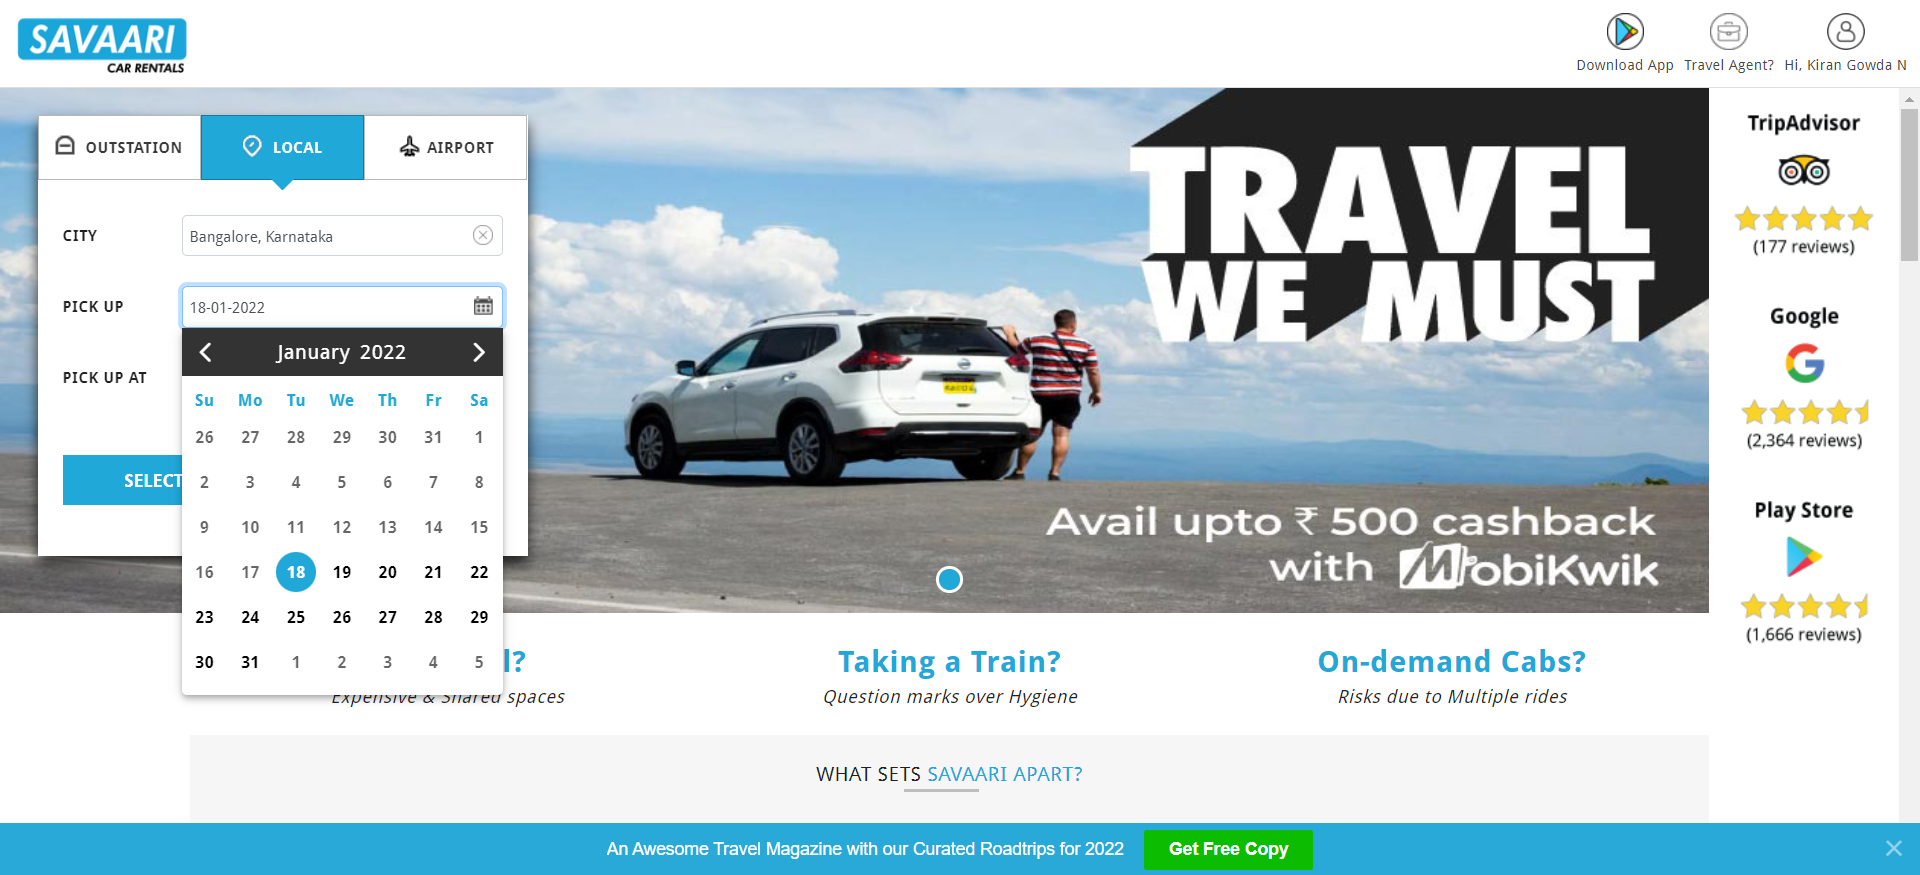 SAVAARI
CAR RENTALS
Download App
Travel Agent?
Hi, Kiran Gowda N
OUTSTATION
LOCAL
AIRPORT
CITY
Bangalore, Karnataka
PICK UP
18-01-2022
PICK UP AT
January 2022
Su Mo Tu We Th Fr Sa
26 27 28 29 30 31 1
2 3 4 5 6 7 8
9 10 11 12 13 14 15
16 17 18 19 20 21 22
23 24 25 26 27 28 29
30 31 1 2 3 4 5
SELECT
TRAVEL
WE MUST
Avail upto ₹ 500 cashback
with MobiKwik
TripAdvisor
(177 reviews)
Google
(2,364 reviews)
Play Store
(1,666 reviews)
l?
Expensive & Shared spaces
Taking a Train?
Question marks over Hygiene
On-demand Cabs?
Risks due to Multiple rides
WHAT SETS SAVAARI APART?
An Awesome Travel Magazine with our Curated Roadtrips for 2022
Get Free Copy